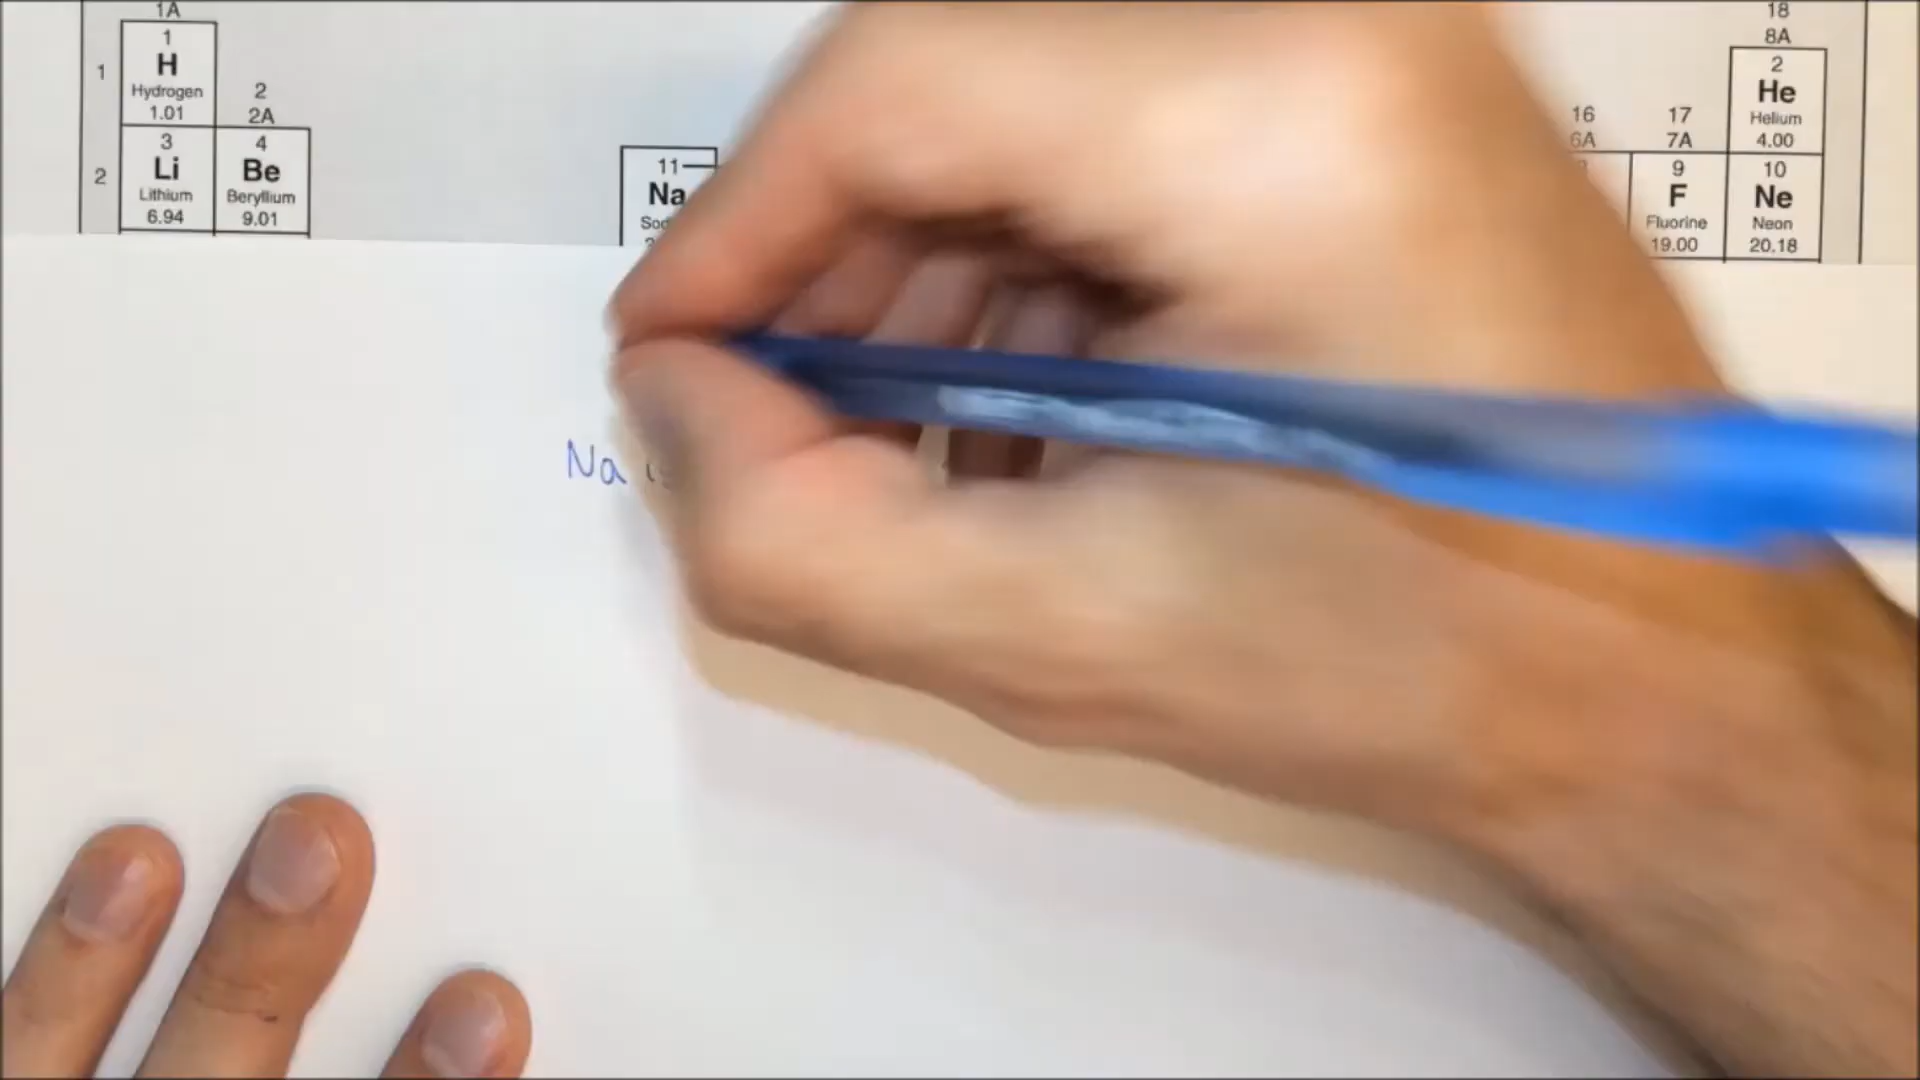 1A
18
8A
1
1
H
Hydrogen
1.01
2
2A
2
He
Helium
4.00
16
6A
17
7A
2
3
Li
Lithium
6.94
4
Be
Beryllium
9.01
11
Na
9
F
Fluorine
19.00
10
Ne
Neon
20.18
Na is